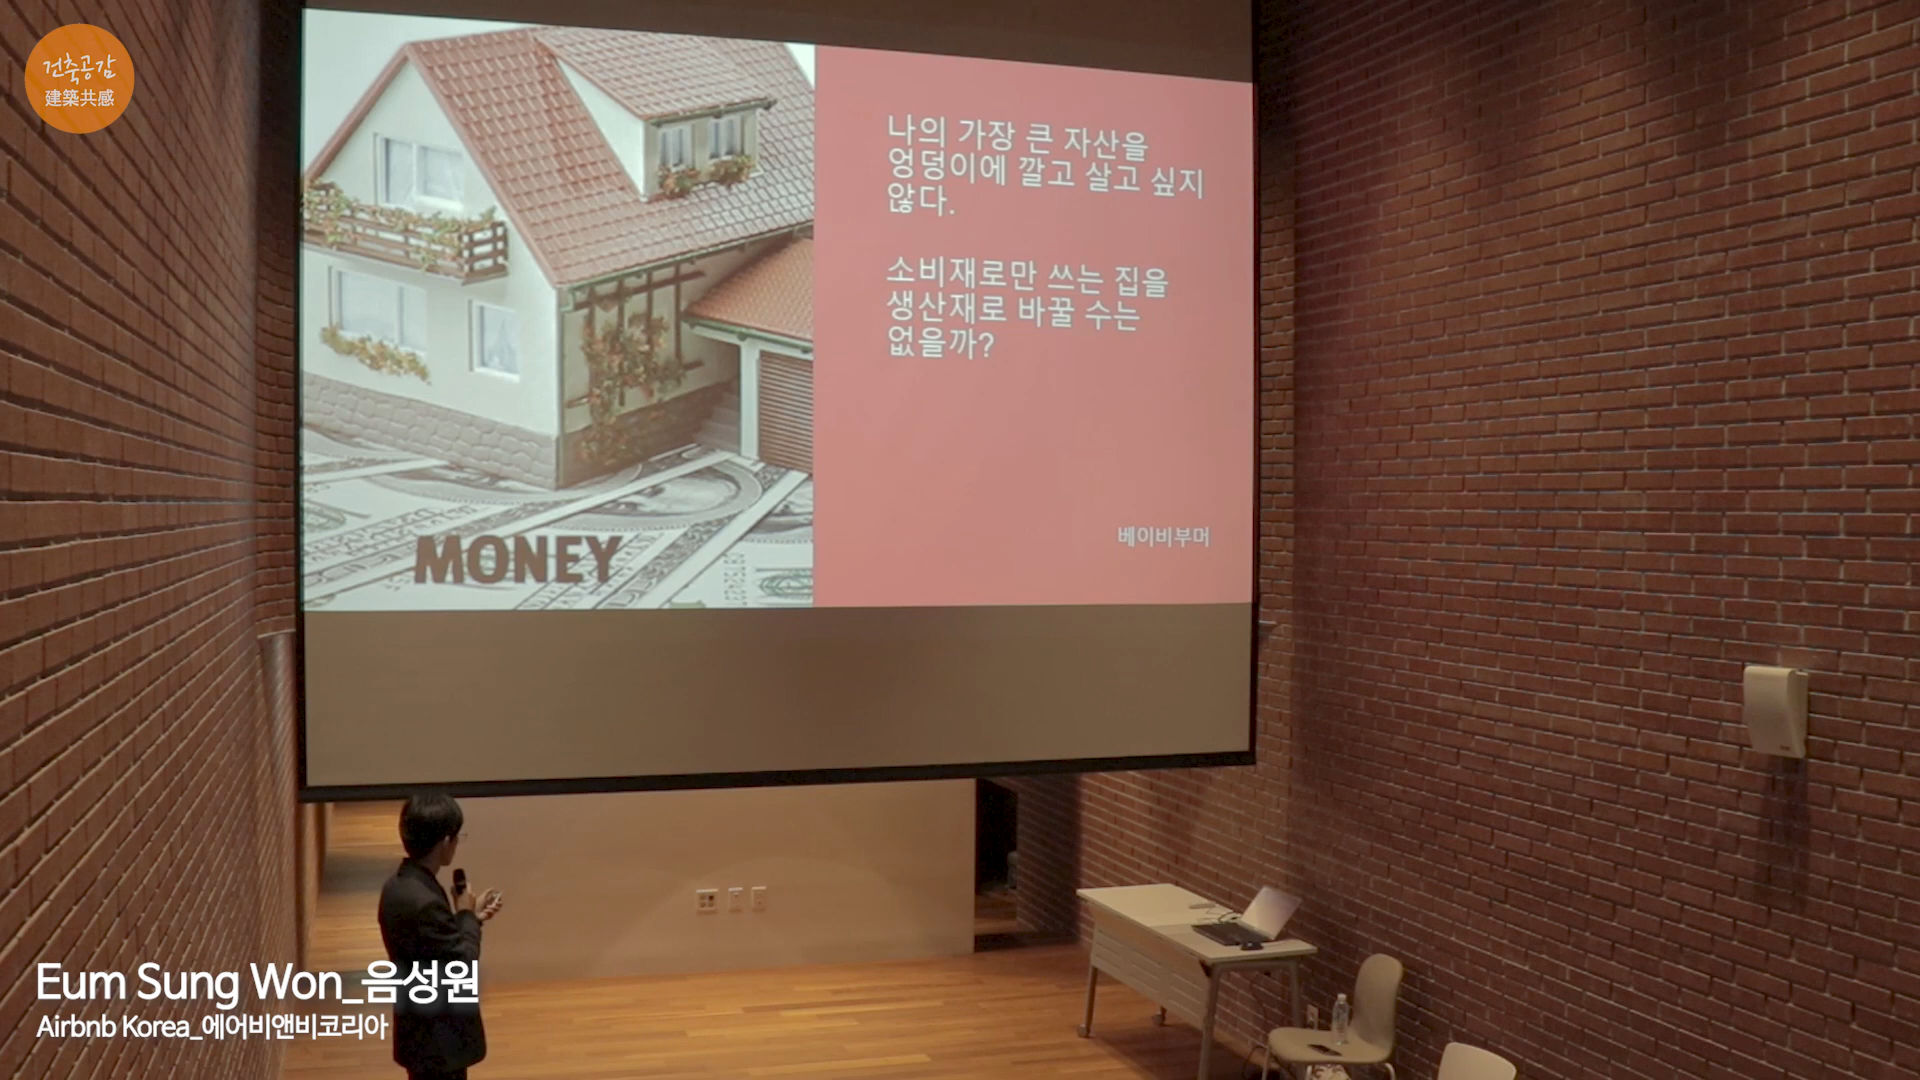 건축공감
建築共感
나의 가장 큰 자산을
엉덩이에 깔고 살고 싶지
않다.
소비재로만 쓰는 집을
생산재로 바꿀 수는
없을까?
베이비부머
MONEY
Eum Sung Won_음성원
Airbnb Korea_에어비앤비코리아